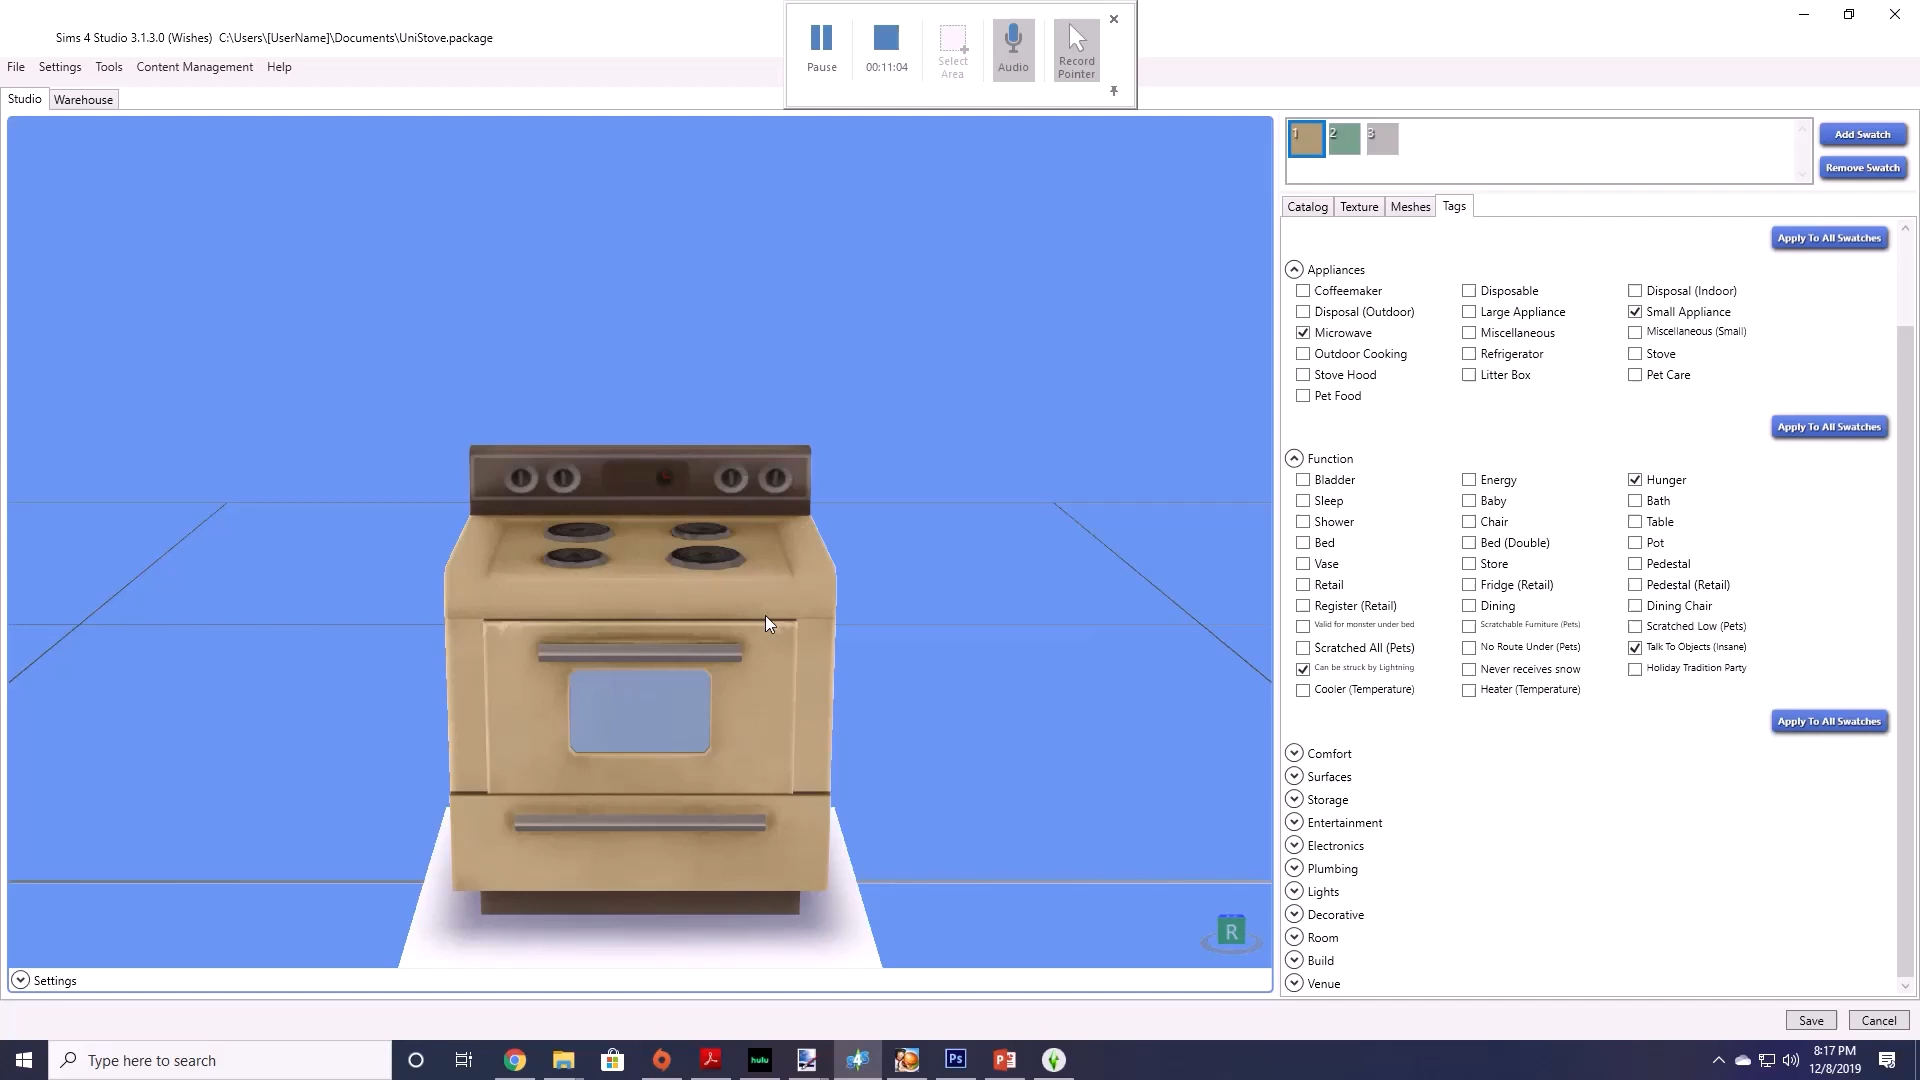 Sims 4 Studio 3.1.3.0 (Wishes) C:\Users\[UserName]\Documents\UniStove.package
Pause
00:11:04
Select Area
Audio
Record Pointer
File Settings Tools Content Management Help
Studio Warehouse
1 2 3
Add Swatch
Remove Swatch
Catalog Texture Meshes Tags
Apply To All Swatches
Appliances
Coffeemaker Disposable Disposal (Indoor)
Disposal (Outdoor) Large Appliance Small Appliance
Microwave Miscellaneous Miscellaneous (Small)
Outdoor Cooking Refrigerator Stove
Stove Hood Litter Box Pet Care
Pet Food
Apply To All Swatches
Function
Bladder Energy Hunger
Sleep Baby Bath
Shower Chair Table
Bed Bed (Double) Pot
Vase Store Pedestal
Retail Fridge (Retail) Pedestal (Retail)
Register (Retail) Dining Dining Chair
Valid for monster under bed Scratchable Furniture (Pets) Scratched Low (Pets)
Scratched All (Pets) No Route Under (Pets) Talk To Objects (Insane)
Can be struck by Lightning Never receives snow Holiday Tradition Party
Cooler (Temperature) Heater (Temperature)
Apply To All Swatches
Comfort
Surfaces
Storage
Entertainment
Electronics
Plumbing
Lights
Decorative
Room
Build
Venue
R
Settings
Save Cancel
Type here to search
hulu
Ps
8:17 PM
12/8/2019